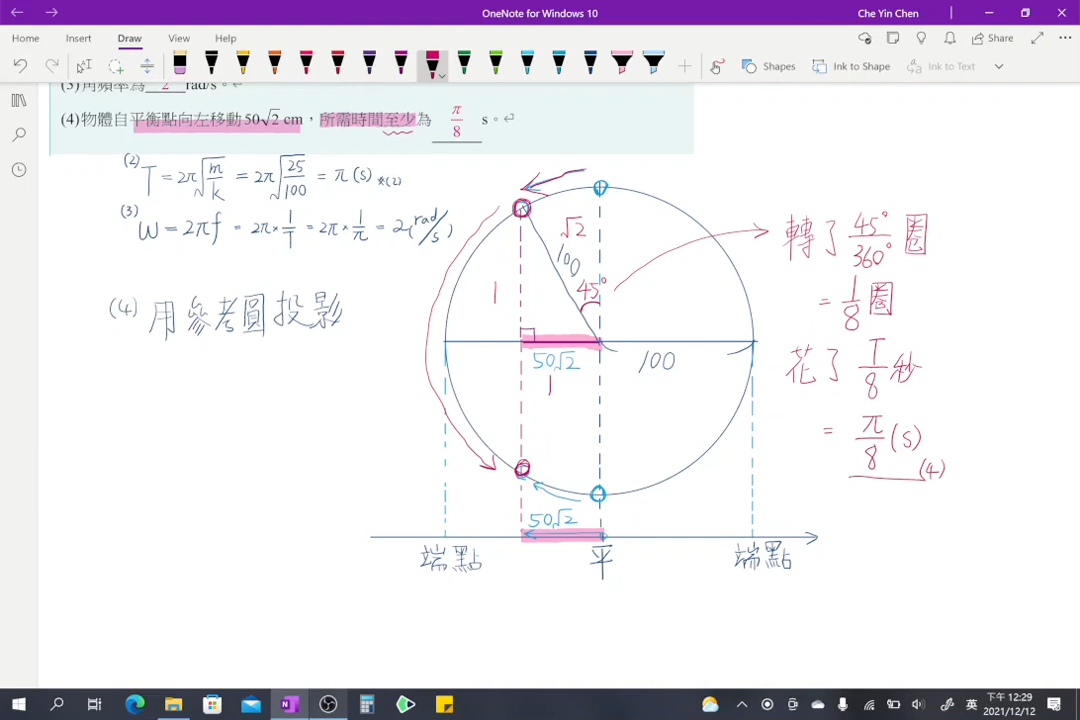 OneNote for Windows 10
Che Yin Chen
Home Insert Draw View Help
Share
Shapes Ink to Shape Ink to Text
(3)角頻率為 2 rad/s。
(4)物體自平衡點向左移動 50√2 cm,所需時間至少為 π/8 s。
(2) T = 2π√(m/k) = 2π√(25/100) = π (s) *(2)
(3) W = 2πf = 2π × 1/T = 2π × 1/π = 2 (rad/s)
(4) 用參考圓投影
√2
100
45°
1
50√2
1
100
轉了 45°/360° 圈
= 1/8 圈
花了 T/8 秒
= π/8 (s)
(4)
50√2
端點 平 端點
英
下午 12:29
2021/12/12